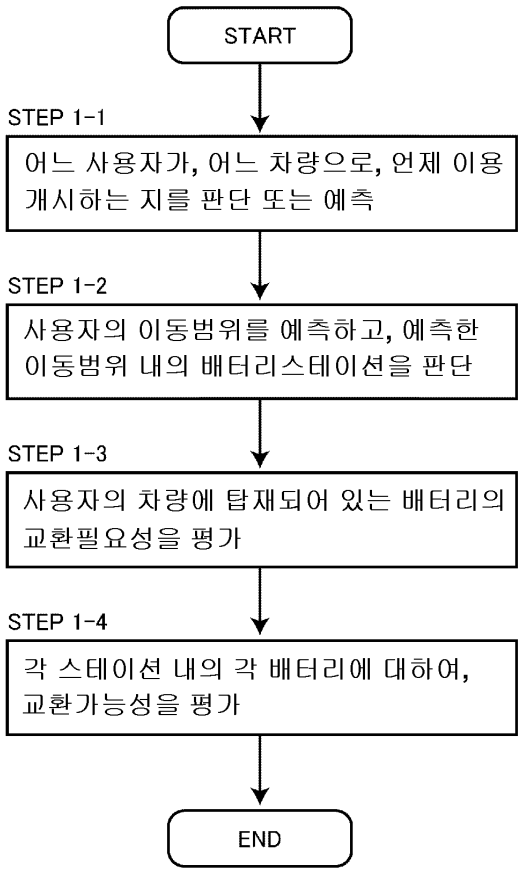 START
STEP 1-1
어느 사용자가, 어느 차량으로, 언제 이용
개시하는 지를 판단 또는 예측
STEP 1-2
사용자의 이동범위를 예측하고, 예측한
이동범위 내의 배터리스테이션을 판단
STEP 1-3
사용자의 차량에 탑재되어 있는 배터리의
교환필요성을 평가
STEP 1-4
각 스테이션 내의 각 배터리에 대하여,
교환가능성을 평가
END